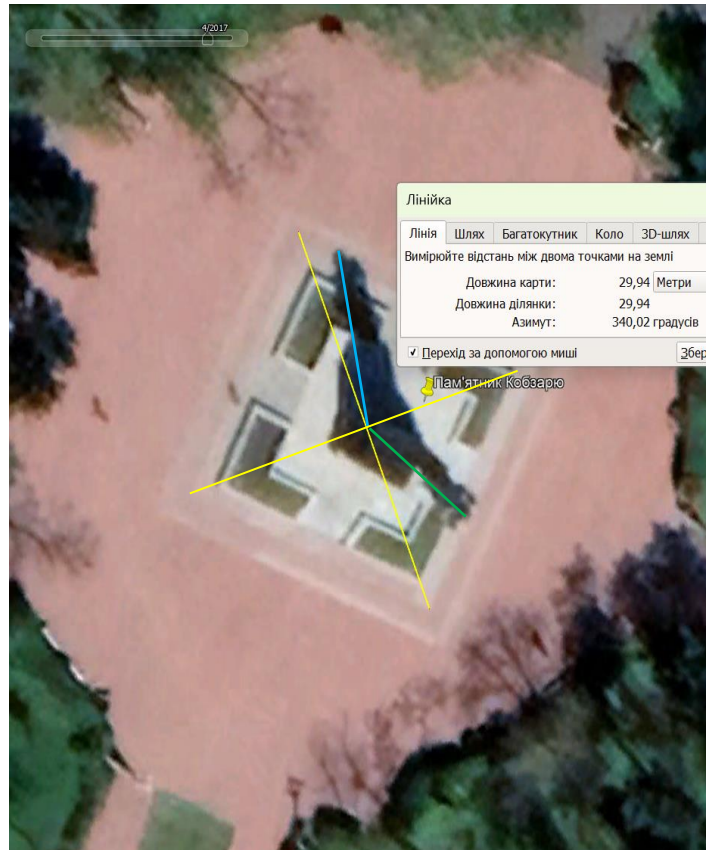 4/2017
Лінійка
Лінія Шлях Багатокутник Коло 3D-шлях
Вимірюйте відстань між двома точками на землі
Довжина карти: 29,94 Метри
Довжина ділянки: 29,94
Азимут: 340,02 градусів
Перехід за допомогою миші Збер
Пам'ятник Кобзарю